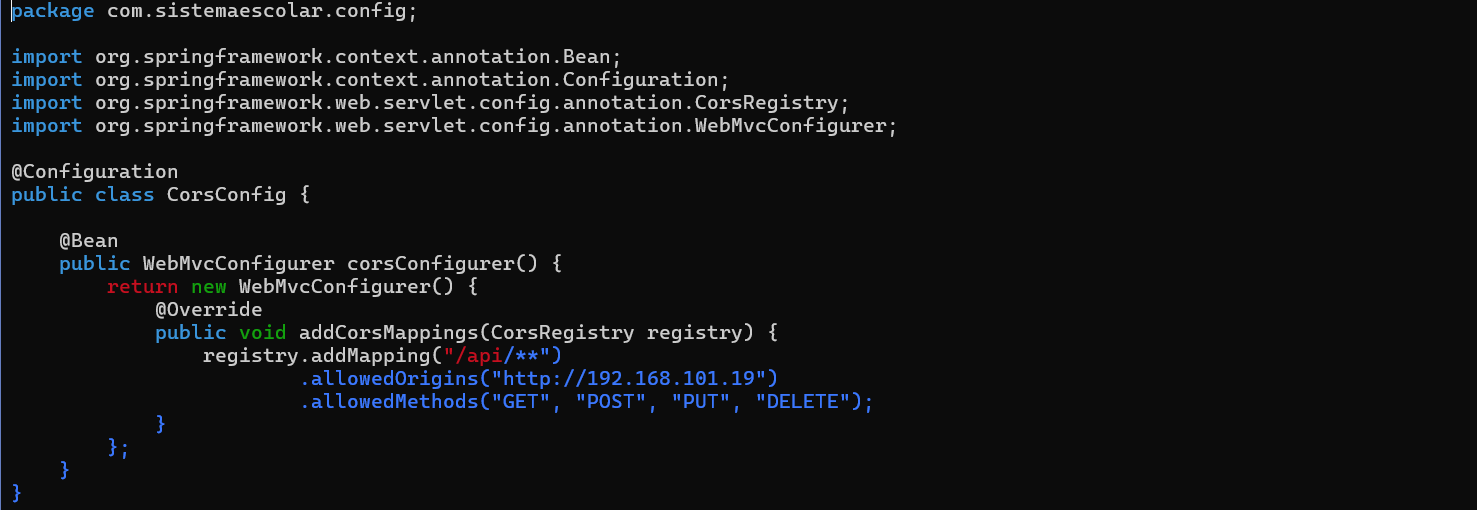 package com.sistemaescolar.config;
import org.springframework.context.annotation.Bean;
import org.springframework.context.annotation.Configuration;
import org.springframework.web.servlet.config.annotation.CorsRegistry;
import org.springframework.web.servlet.config.annotation.WebMvcConfigurer;
@Configuration
public class CorsConfig {
@Bean
public WebMvcConfigurer corsConfigurer() {
return new WebMvcConfigurer() {
@Override
public void addCorsMappings(CorsRegistry registry) {
registry.addMapping("/api/**")
.allowedOrigins("http://192.168.101.19")
.allowedMethods("GET", "POST", "PUT", "DELETE");
}
};
}
}